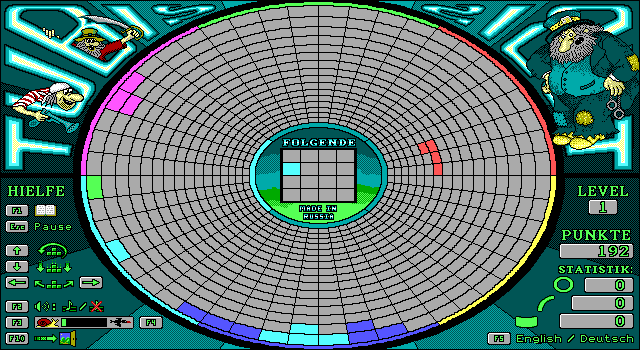 FOLGENDE
MADE IN
RUSSIA
HIELFE
F1
Esc Pause
F2
F3 F4
F10
LEVEL
1
PUNKTE
192
STATISTIK:
0
0
0
F5 English / Deutsch